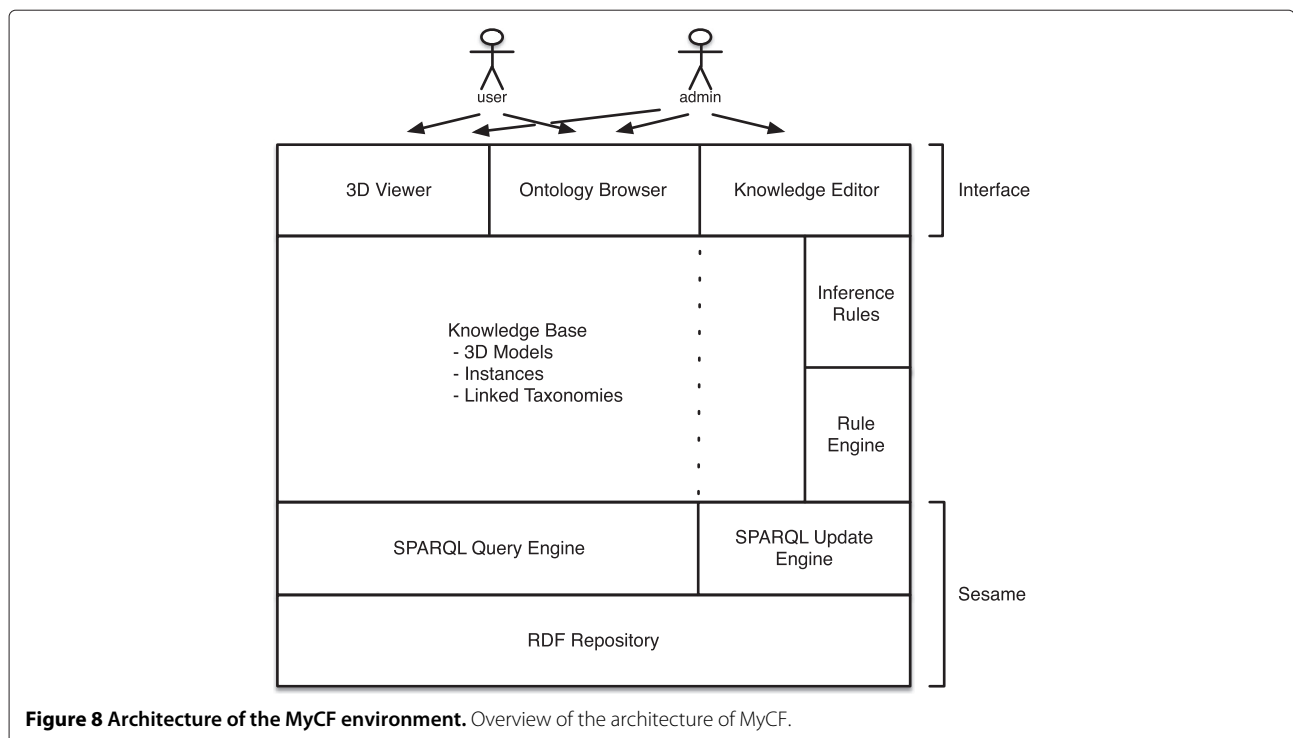 user
admin
3D Viewer
Ontology Browser
Knowledge Editor
Interface
Knowledge Base
- 3D Models
- Instances
- Linked Taxonomies
Inference
Rules
Rule
Engine
SPARQL Query Engine
SPARQL Update
Engine
Sesame
RDF Repository
Figure 8 Architecture of the MyCF environment. Overview of the architecture of MyCF.